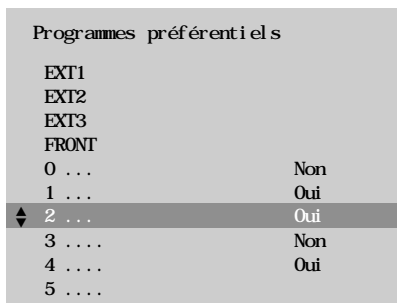 Programmes préférentiels
EXT1
EXT2
EXT3
FRONT
0 ... Non
1 ... Oui
2 ... Oui
3 .... Non
4 .... Oui
5 ....